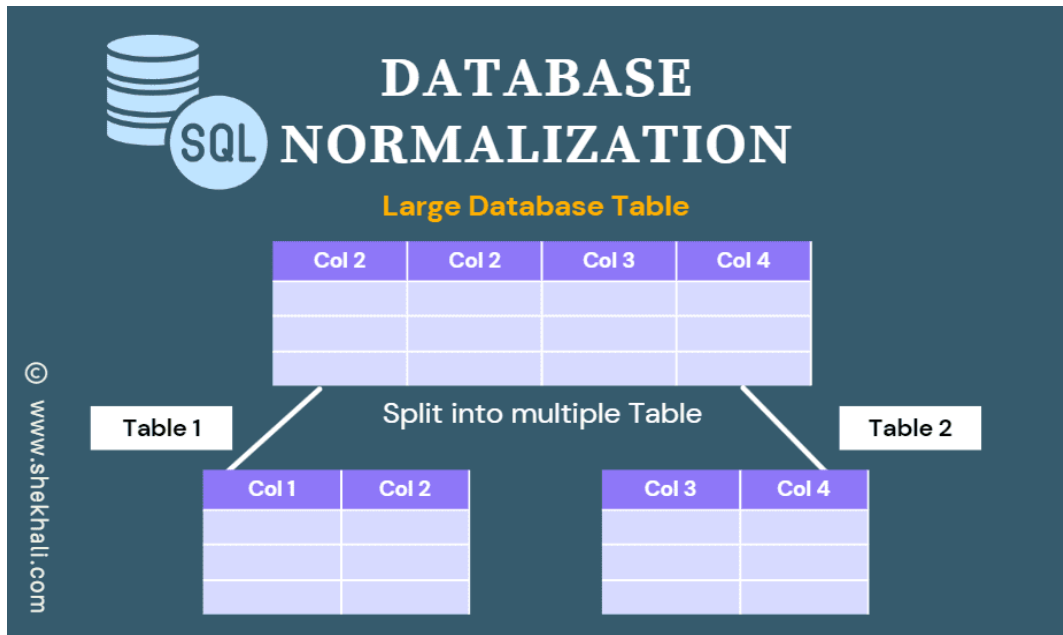 DATABASE
SQL NORMALIZATION
Large Database Table
Col 2 Col 2 Col 3 Col 4
Split into multiple Table
Table 1
Table 2
Col 1 Col 2
Col 3 Col 4
© www.shekhali.com